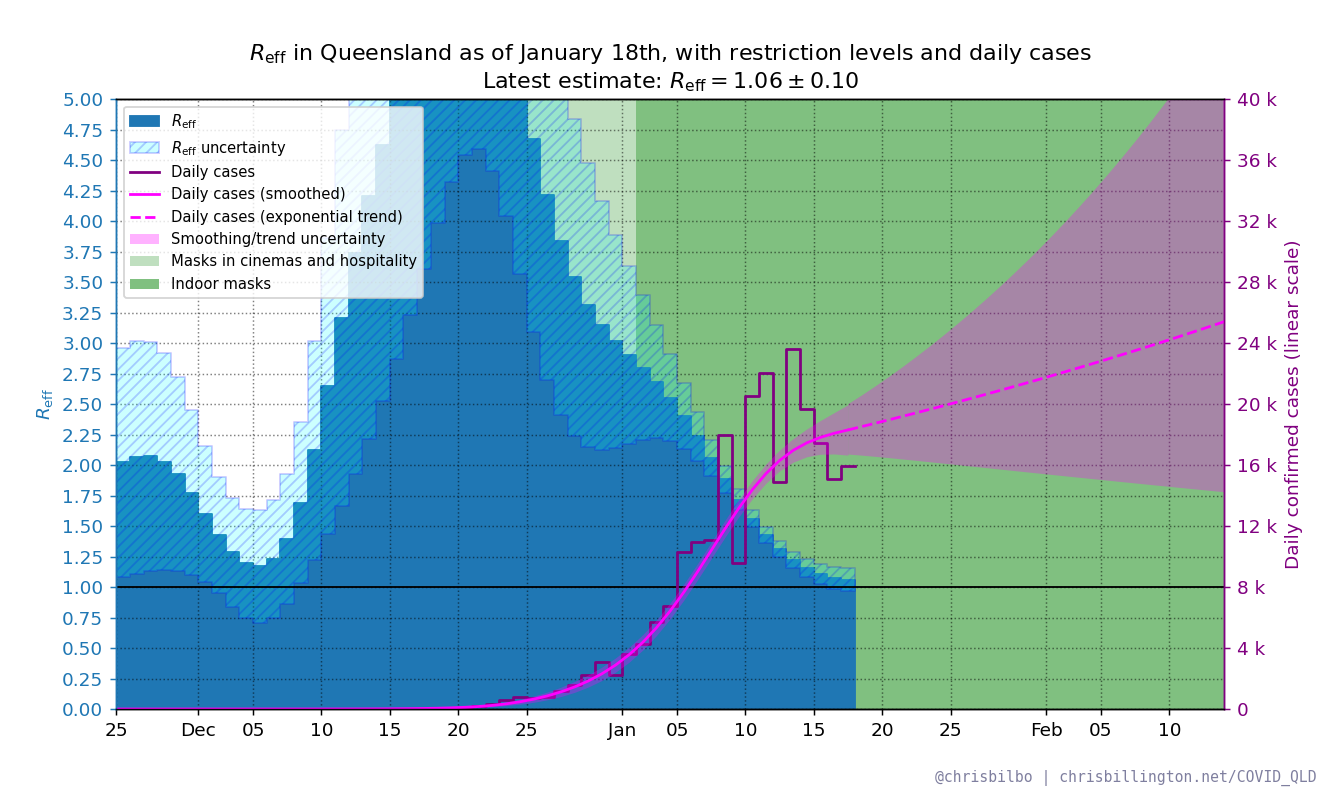 R_eff in Queensland as of January 18th, with restriction levels and daily cases
Latest estimate: R_eff = 1.06 ± 0.10
5.00
4.75
4.50
4.25
4.00
3.75
3.50
3.25
3.00
2.75
2.50
2.25
2.00
1.75
1.50
1.25
1.00
0.75
0.50
0.25
0.00
R_eff
R_eff
R_eff uncertainty
Daily cases
Daily cases (smoothed)
Daily cases (exponential trend)
Smoothing/trend uncertainty
Masks in cinemas and hospitality
Indoor masks
40 k
36 k
32 k
28 k
24 k
20 k
16 k
12 k
8 k
4 k
0
Daily confirmed cases (linear scale)
25 Dec 05 10 15 20 25 Jan 05 10 15 20 25 Feb 05 10
@chrisbilbo | chrisbillington.net/COVID_QLD